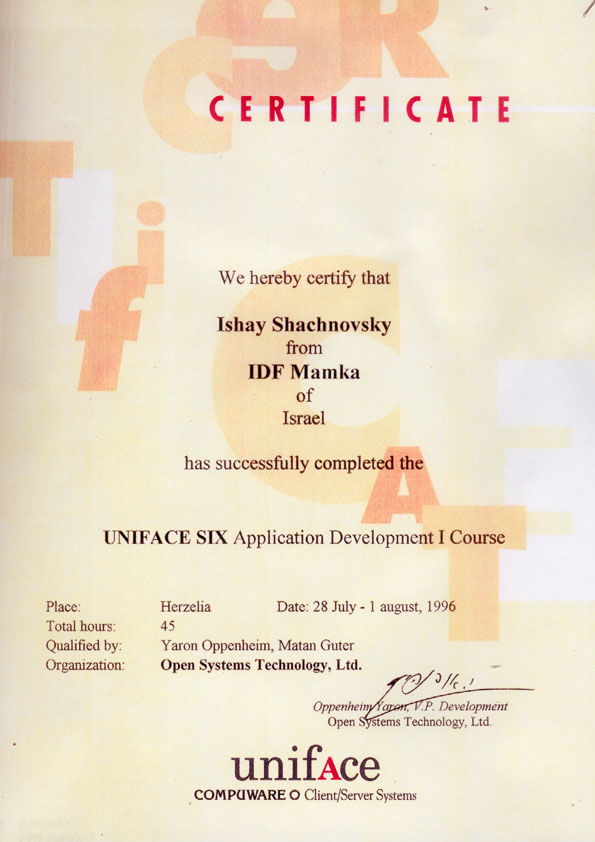 CERTIFICATE
We hereby certify that
Ishay Shachnovsky
from
IDF Mamka
of
Israel
has successfully completed the
UNIFACE SIX Application Development I Course
Place: Herzelia Date: 28 July - 1 august, 1996
Total hours: 45
Qualified by: Yaron Oppenheim, Matan Guter
Organization: Open Systems Technology, Ltd.
Oppenheim Yaron, V.P. Development
Open Systems Technology, Ltd.
unifAce
COMPUWARE Client/Server Systems